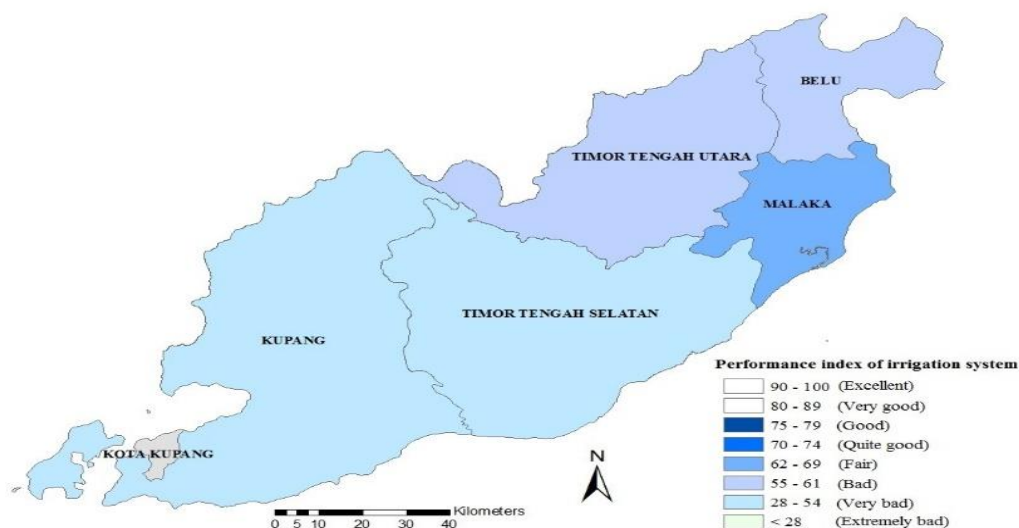 BELU
TIMOR TENGAH UTARA
MALAKA
TIMOR TENGAH SELATAN
KUPANG
KOTA KUPANG
Performance index of irrigation system
90 - 100 (Excellent)
80 - 89 (Very good)
75 - 79 (Good)
70 - 74 (Quite good)
62 - 69 (Fair)
55 - 61 (Bad)
28 - 54 (Very bad)
< 28 (Extremely bad)
N
Kilometers
0 5 10 20 30 40